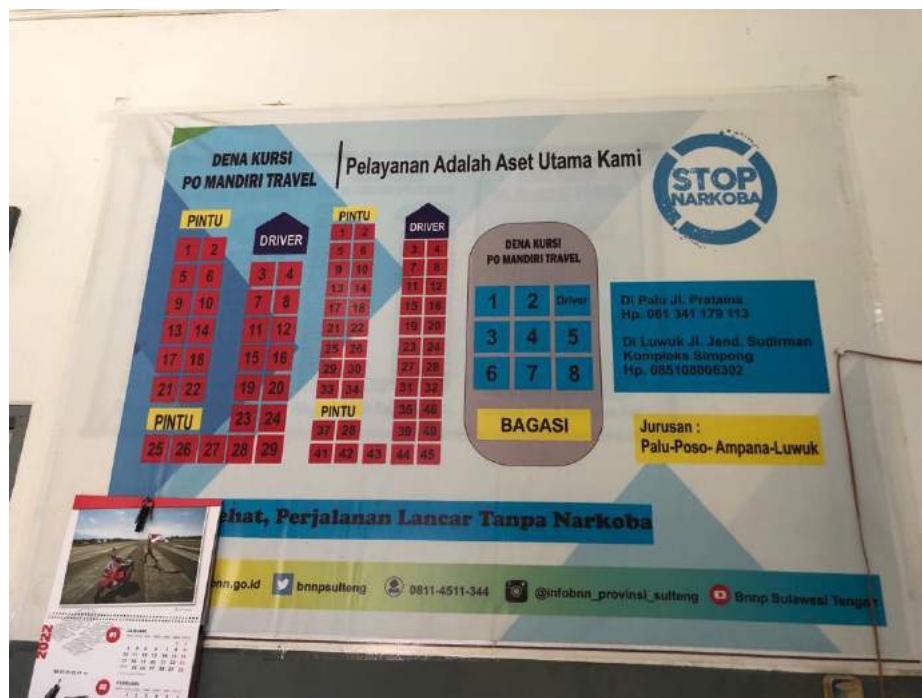 DENA KURSI
PO MANDIRI TRAVEL
Pelayanan Adalah Aset Utama Kami
STOP
NARKOBA
PINTU
DRIVER
1 2
3 4
5 6
7 8
9 10
11 12
13 14
15 16
17 18
19 20
21 22
23 24
PINTU
25 26 27 28 29
PINTU
DRIVER
1 2 3 4
5 6 7 8
9 10 11 12
13 14 15 16
17 18 19 20
21 22 23 24
25 26 27 28
29 30 31 32
33 34
PINTU
35 46
37 28 39 40
41 42 43 44 45
DENA KURSI
PO MANDIRI TRAVEL
1 2 Driver
3 4 5
6 7 8
BAGASI
Di Palu Jl. Pratama
Hp. 081 341 179 113
Di Luwuk Jl. Jend. Sudirman
Kompleks Simpong
Hp. 085108006302
Jurusan :
Palu-Poso- Ampana-Luwuk
ehat, Perjalanan Lancar Tanpa Narkoba
bnn.go.id
bnnpsulteng
0811-4511-344
@infobnn_provinsi_sulteng
Bnnp Sulawesi Tengah
2022
01
JANUARI
02
FEBRUARI